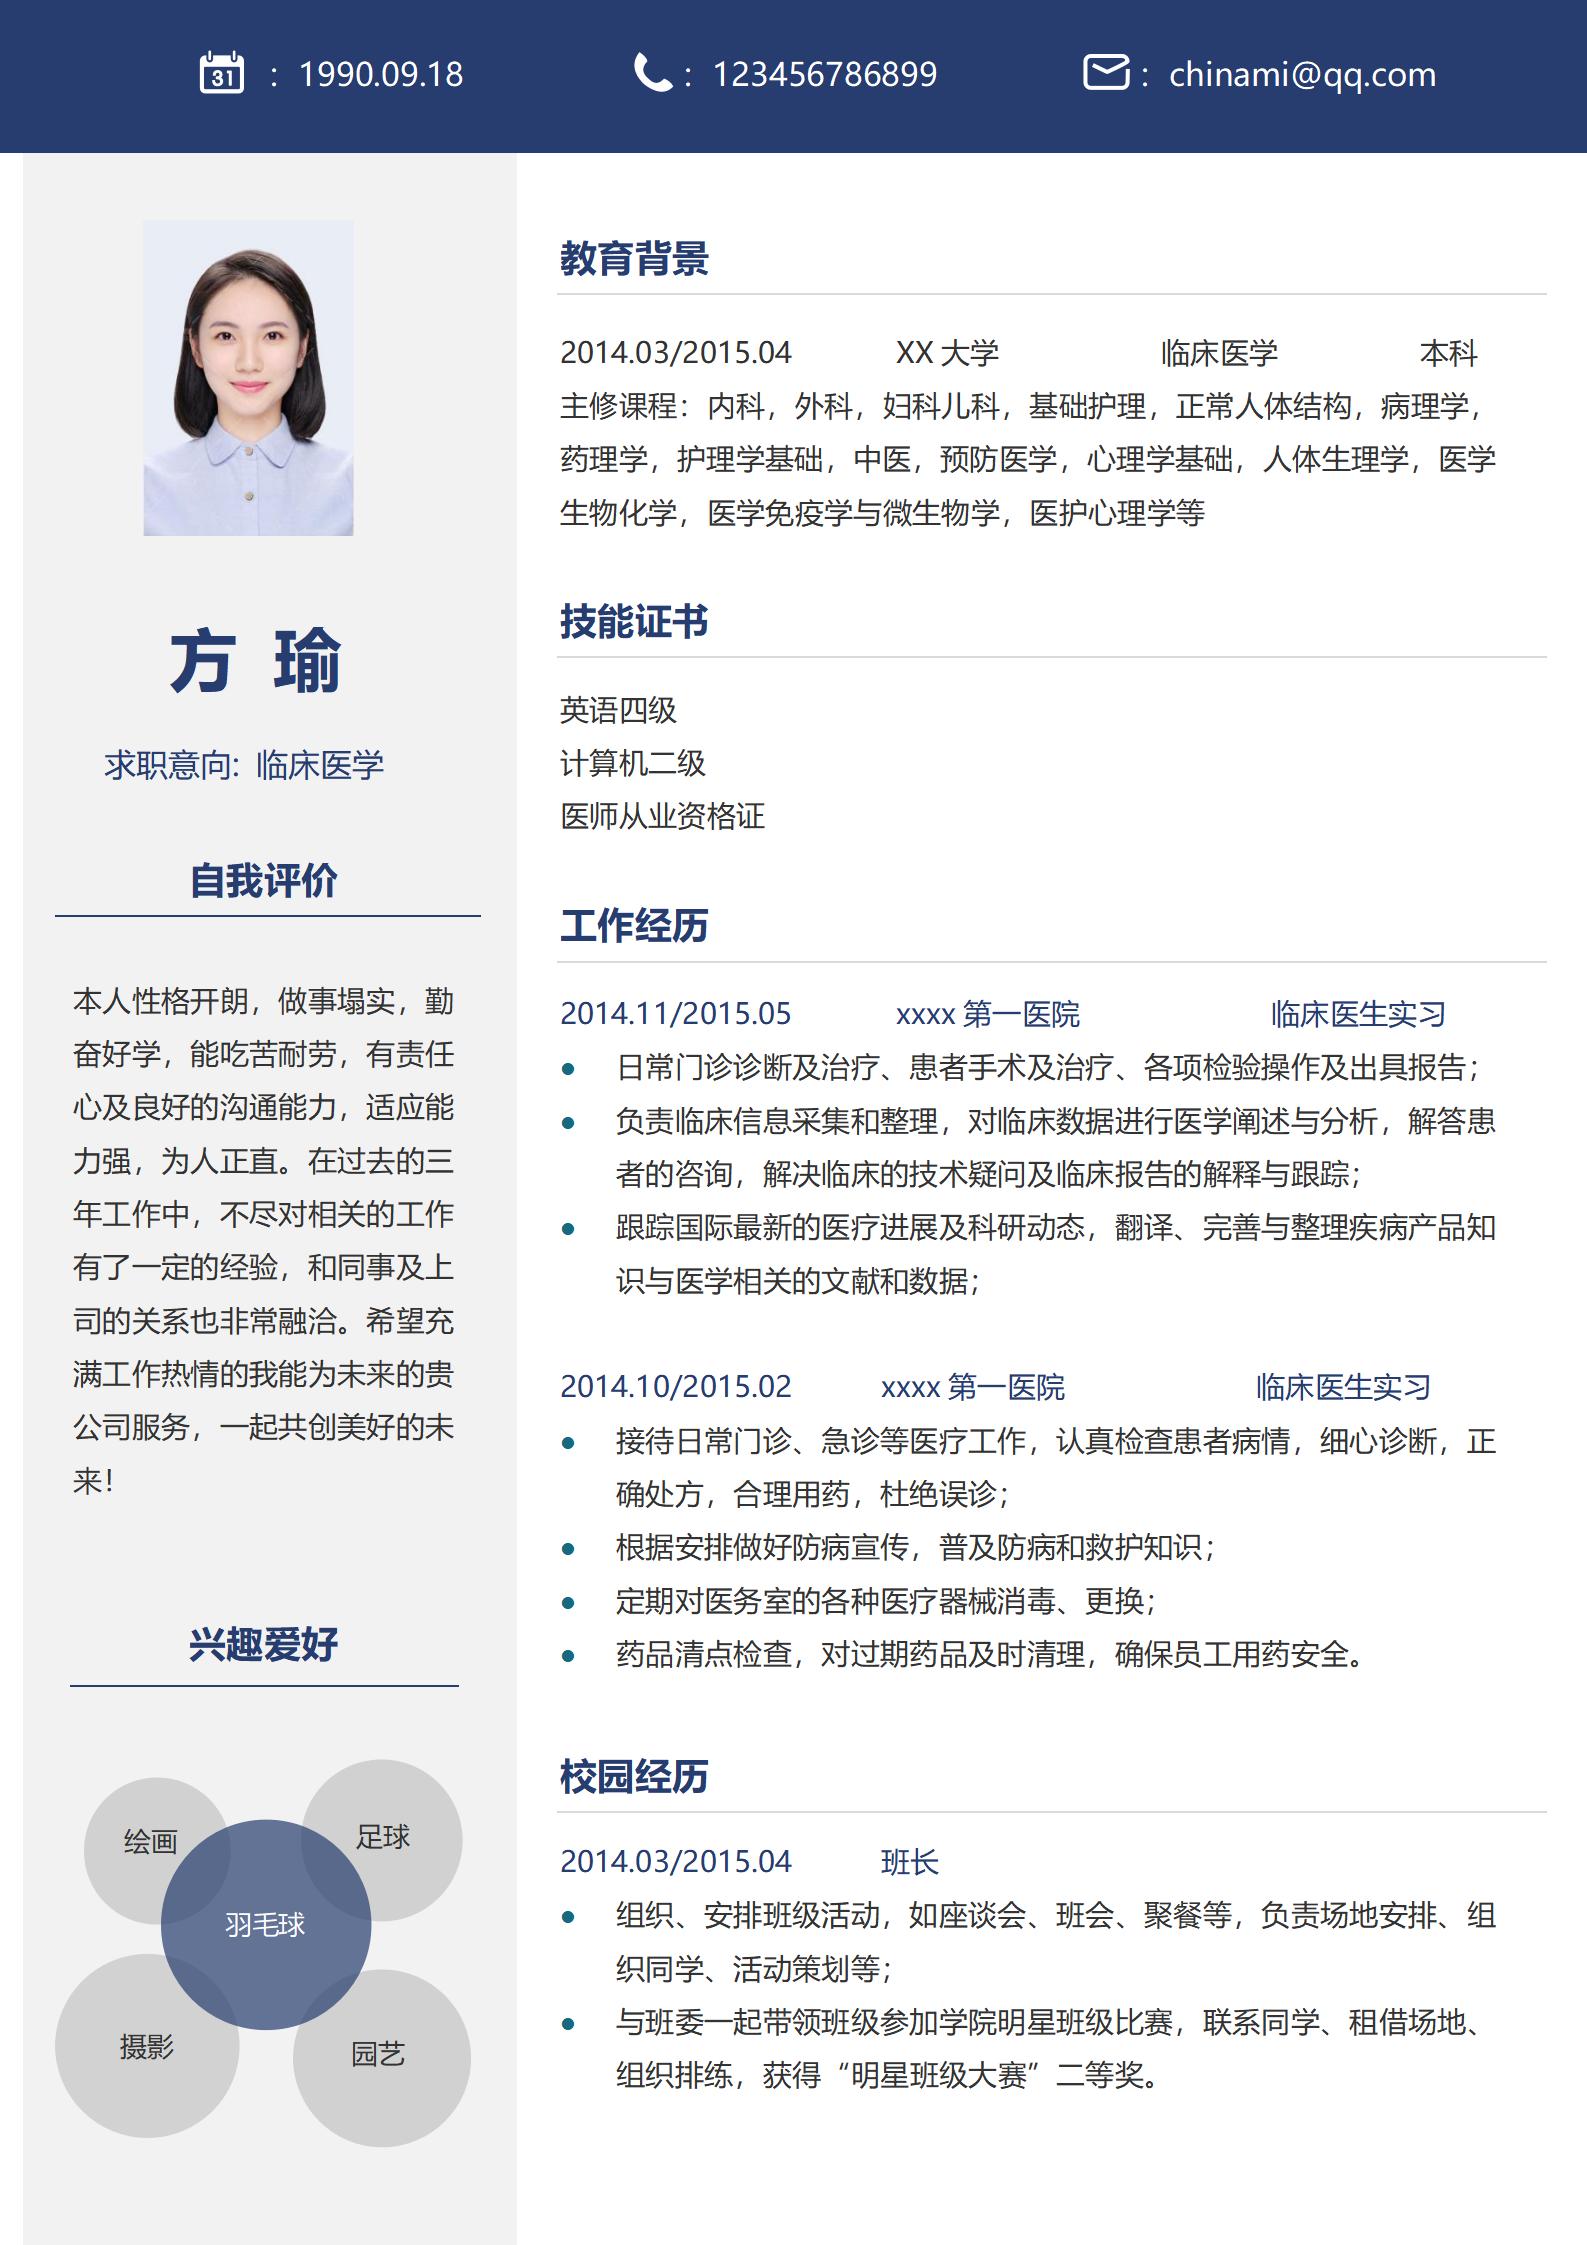 31 : 1990.09.18
: 123456786899
: chinami@qq.com
方 瑜
求职意向: 临床医学
自我评价
本人性格开朗，做事塌实，勤
奋好学，能吃苦耐劳，有责任
心及良好的沟通能力，适应能
力强，为人正直。在过去的三
年工作中，不尽对相关的工作
有了一定的经验，和同事及上
司的关系也非常融洽。希望充
满工作热情的我能为未来的贵
公司服务，一起共创美好的未
来！
兴趣爱好
绘画
足球
羽毛球
摄影
园艺
教育背景
2014.03/2015.04 XX 大学 临床医学 本科
主修课程：内科，外科，妇科儿科，基础护理，正常人体结构，病理学，
药理学，护理学基础，中医，预防医学，心理学基础，人体生理学，医学
生物化学，医学免疫学与微生物学，医护心理学等
技能证书
英语四级
计算机二级
医师从业资格证
工作经历
2014.11/2015.05 xxxx 第一医院 临床医生实习
● 日常门诊诊断及治疗、患者手术及治疗、各项检验操作及出具报告；
● 负责临床信息采集和整理，对临床数据进行医学阐述与分析，解答患
者的咨询，解决临床的技术疑问及临床报告的解释与跟踪；
● 跟踪国际最新的医疗进展及科研动态，翻译、完善与整理疾病产品知
识与医学相关的文献和数据；
2014.10/2015.02 xxxx 第一医院 临床医生实习
● 接待日常门诊、急诊等医疗工作，认真检查患者病情，细心诊断，正
确处方，合理用药，杜绝误诊；
● 根据安排做好防病宣传，普及防病和救护知识；
● 定期对医务室的各种医疗器械消毒、更换；
● 药品清点检查，对过期药品及时清理，确保员工用药安全。
校园经历
2014.03/2015.04 班长
● 组织、安排班级活动，如座谈会、班会、聚餐等，负责场地安排、组
织同学、活动策划等；
● 与班委一起带领班级参加学院明星班级比赛，联系同学、租借场地、
组织排练，获得“明星班级大赛”二等奖。